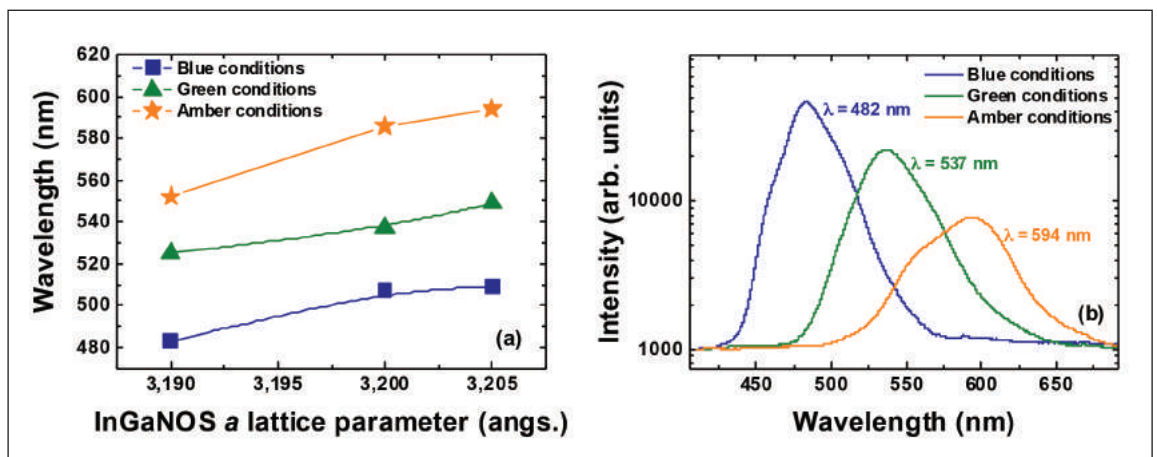 620
600
580
560
540
520
500
480
Wavelength (nm)
Blue conditions
Green conditions
Amber conditions
(a)
3,190 3,195 3,200 3,205
InGaNOS a lattice parameter (angs.)
Intensity (arb. units)
10000
1000
Blue conditions
Green conditions
Amber conditions
λ = 482 nm
λ = 537 nm
λ = 594 nm
(b)
450 500 550 600 650
Wavelength (nm)